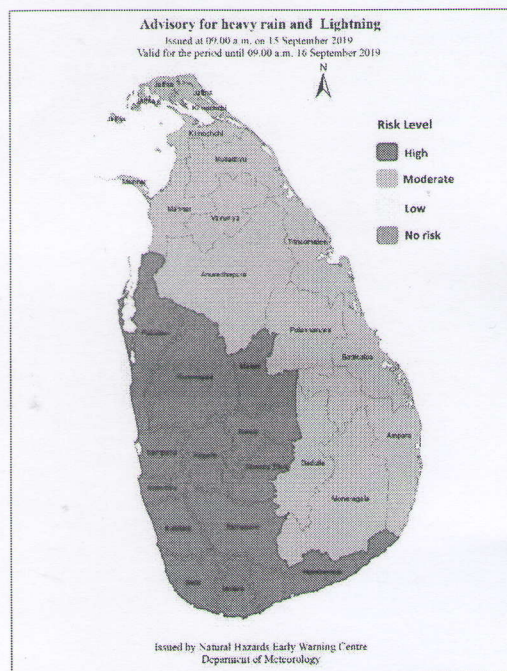 Advisory for heavy rain and Lightning
Issued at 09.00 a.m. on 15 September 2019
Valid for the period until 09.00 a.m. 16 September 2019
N
Risk Level
High
Moderate
Low
No risk
Jaffna
Jaffna
Kilinochchi
Mullaitivu
Mannar
Mannar
Vavuniya
Trincomalee
Anuradhapura
Puttalam
Polonnaruwa
Batticaloa
Matale
Kurunegala
Kandy
Ampara
Gampaha
Kegalle
Nuwara Eliya
Badulla
Colombo
Moneragala
Kalutara
Ratnapura
Hambantota
Galle
Matara
Issued by Natural Hazards Early Warning Centre
Department of Meteorology